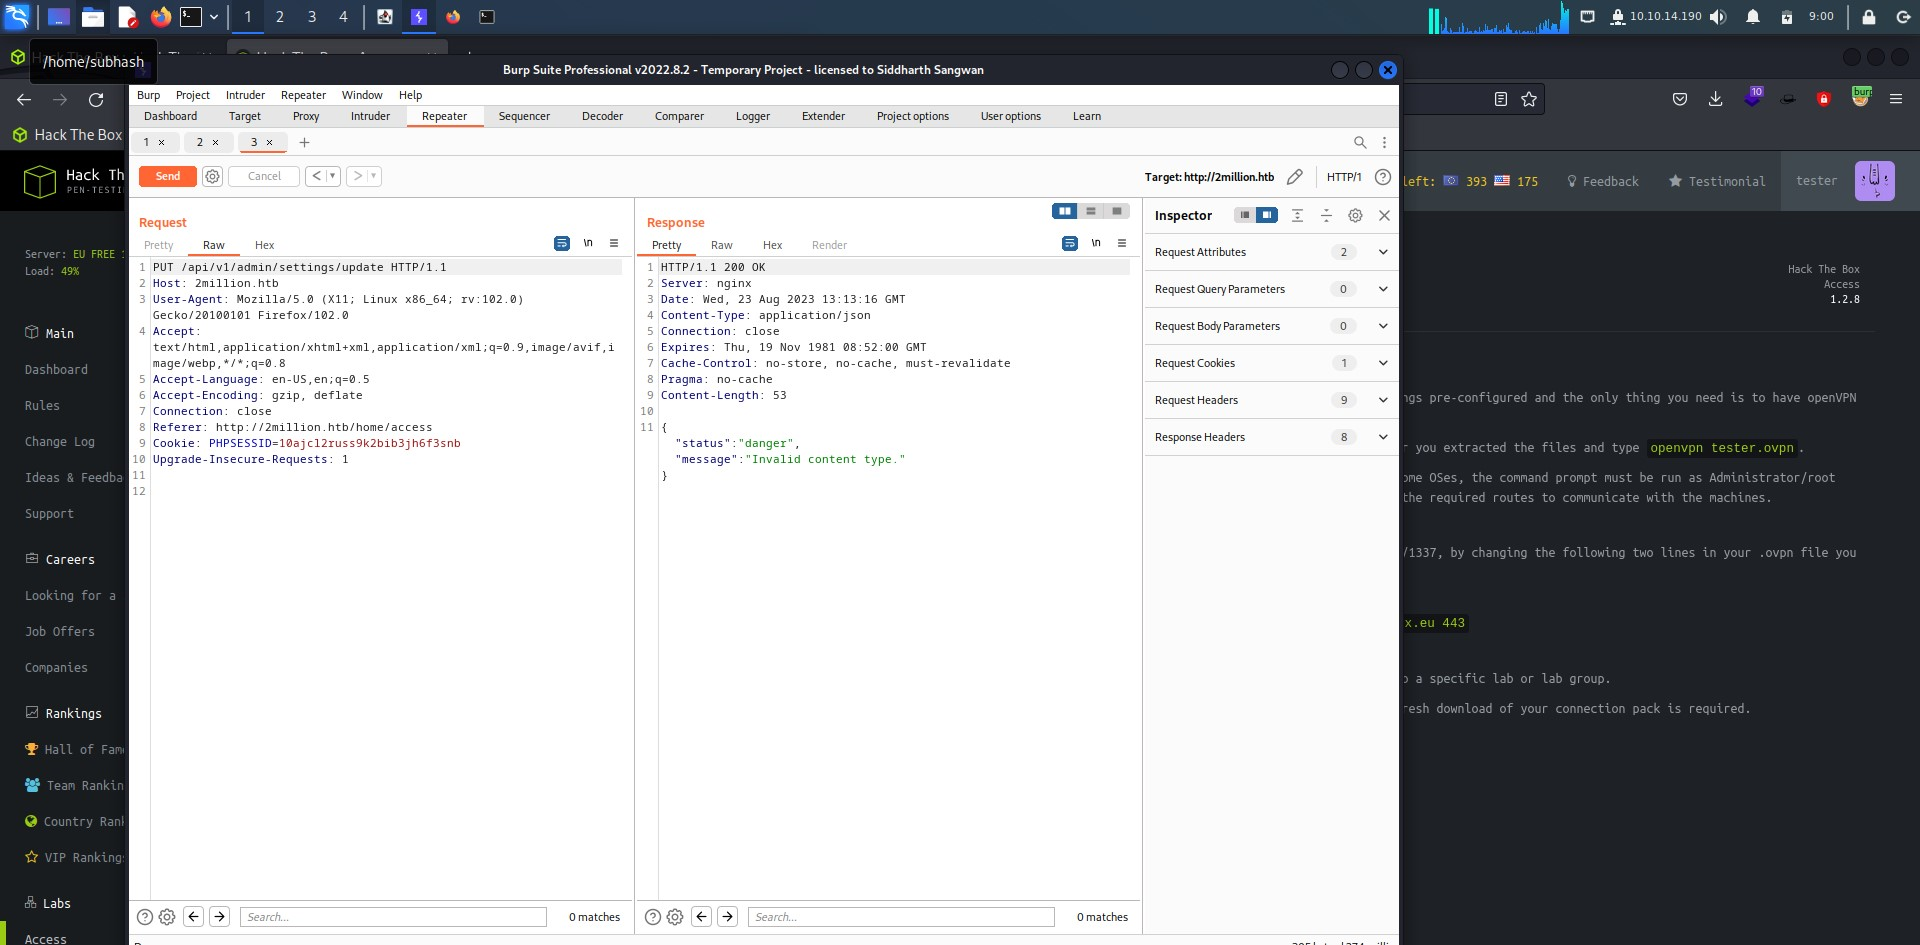 1
2
3
4
10.10.14.190
9:00
/home/subhash
Burp Suite Professional v2022.8.2 - Temporary Project - licensed to Siddharth Sangwan
Burp Project Intruder Repeater Window Help
Dashboard Target Proxy Intruder Repeater Sequencer Decoder Comparer Logger Extender Project options User options Learn
1 × 2 × 3 × +
Send Cancel < > Target: http://2million.htb HTTP/1
Request
Pretty Raw Hex \n
1 PUT /api/v1/admin/settings/update HTTP/1.1
2 Host: 2million.htb
3 User-Agent: Mozilla/5.0 (X11; Linux x86_64; rv:102.0)
Gecko/20100101 Firefox/102.0
4 Accept:
text/html,application/xhtml+xml,application/xml;q=0.9,image/avif,i
mage/webp,*/*;q=0.8
5 Accept-Language: en-US,en;q=0.5
6 Accept-Encoding: gzip, deflate
7 Connection: close
8 Referer: http://2million.htb/home/access
9 Cookie: PHPSESSID=10ajcl2russ9k2bib3jh6f3snb
10 Upgrade-Insecure-Requests: 1
11
12
Search... 0 matches
Response
Pretty Raw Hex Render \n
1 HTTP/1.1 200 OK
2 Server: nginx
3 Date: Wed, 23 Aug 2023 13:13:16 GMT
4 Content-Type: application/json
5 Connection: close
6 Expires: Thu, 19 Nov 1981 08:52:00 GMT
7 Cache-Control: no-store, no-cache, must-revalidate
8 Pragma: no-cache
9 Content-Length: 53
10
11 {
"status":"danger",
"message":"Invalid content type."
}
Search... 0 matches
Inspector
Request Attributes 2
Request Query Parameters 0
Request Body Parameters 0
Request Cookies 1
Request Headers 9
Response Headers 8
Hack The Box
Hack Th
PEN-TESTI
Server: EU FREE
Load: 49%
Main
Dashboard
Rules
Change Log
Ideas & Feedba
Support
Careers
Looking for a
Job Offers
Companies
Rankings
Hall of Fam
Team Rankin
Country Rank
VIP Ranking
Labs
Access
10
burp
left: 393 175 Feedback Testimonial tester
Hack The Box
Access
1.2.8
ngs pre-configured and the only thing you need is to have openVPN
r you extracted the files and type openvpn tester.ovpn.
ome OSes, the command prompt must be run as Administrator/root
the required routes to communicate with the machines.
/1337, by changing the following two lines in your .ovpn file you
x.eu 443
o a specific lab or lab group.
resh download of your connection pack is required.